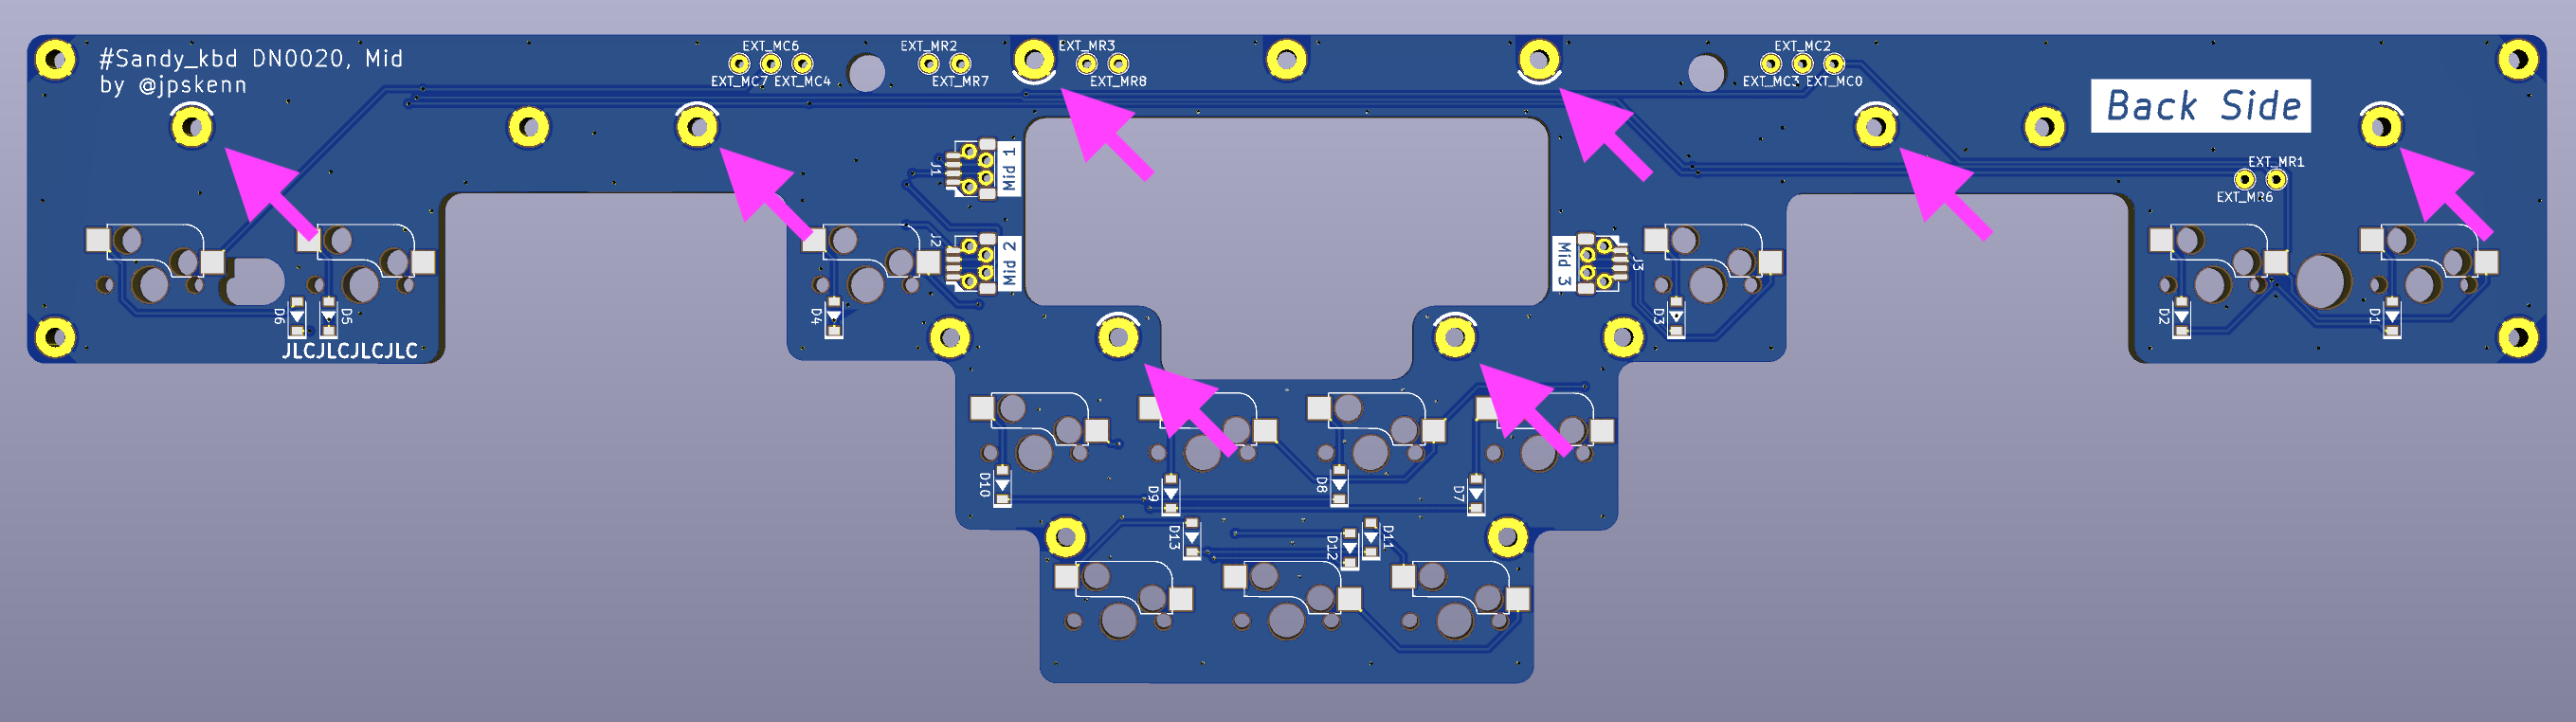 #Sandy_kbd DN0020, Mid
by @jpskenn
EXT_MC6
EXT_MC7 EXT_MC4
EXT_MR2
EXT_MR7
EXT_MR3
EXT_MR8
EXT_MC2
EXT_MC3 EXT_MC0
Back Side
EXT_MR1
EXT_MR6
J1
Mid 1
J2
Mid 2
Mid 3
J3
D6
D5
D4
D3
D2
D1
JLCJLCJLCJLC
D10
D9
D8
D7
D13
D12
D11